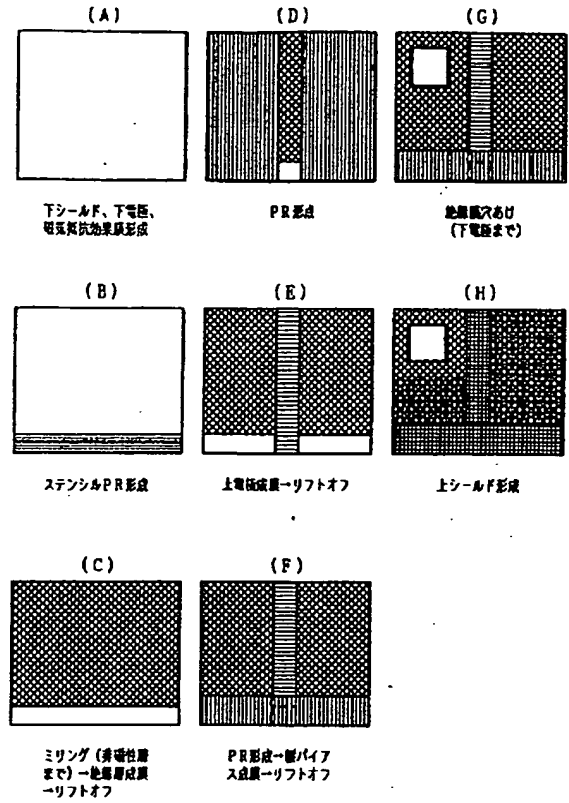 (A)
下シールド、下電極、
磁気抵抗効果膜形成
(B)
ステンシルPR形成
(C)
ミリング(非磁性層
まで)→絶縁層成膜
→リフトオフ
(D)
PR形成
(E)
上電極成膜→リフトオフ
(F)
PR形成→縦バイア
ス成膜→リフトオフ
(G)
絶縁膜穴あけ
(下電極まで)
(H)
上シールド形成